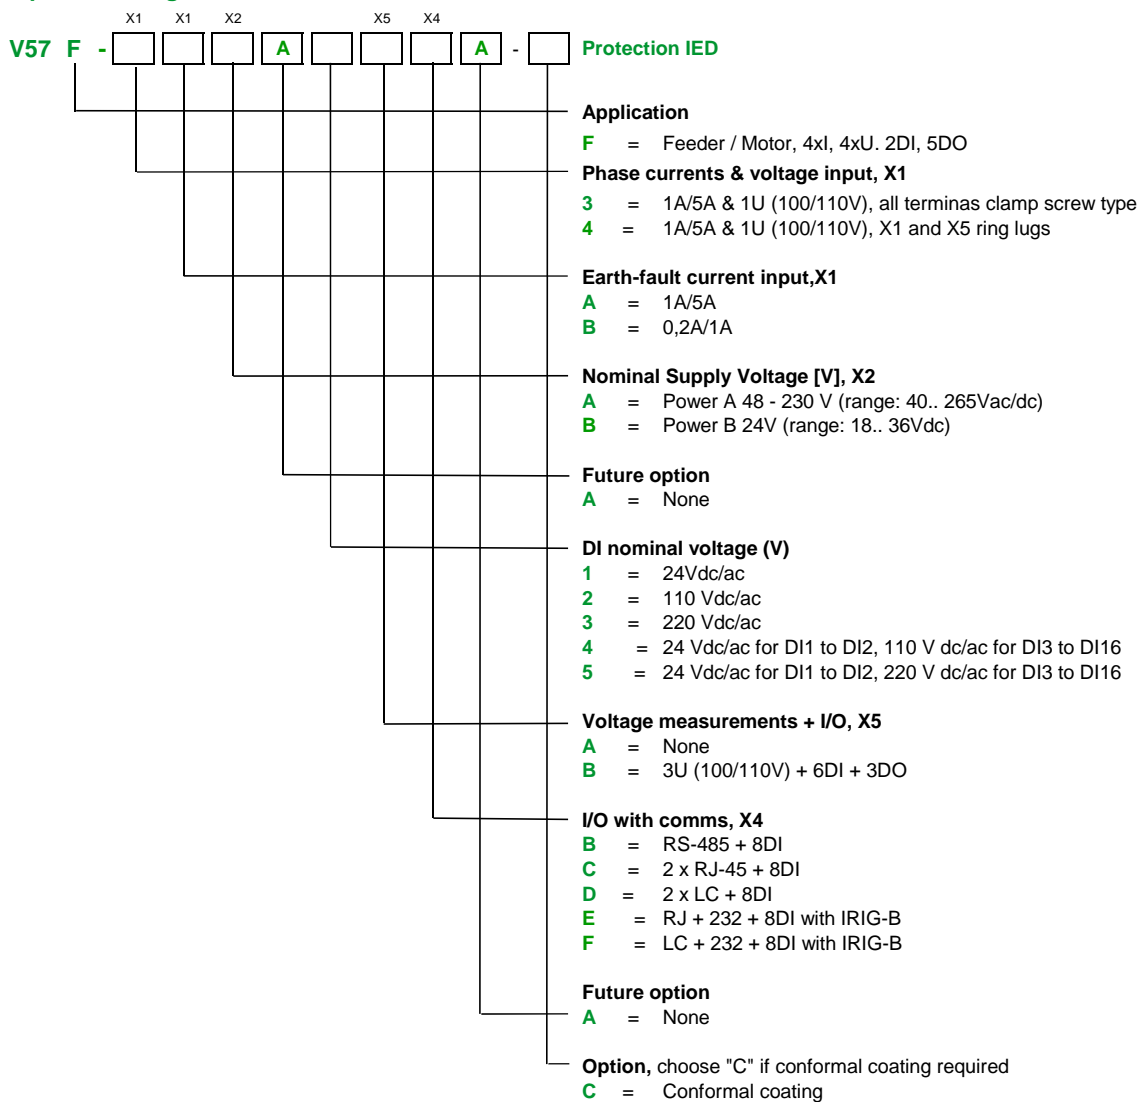 X1 X1 X2 X5 X4
V57 F - A A - Protection IED
Application
F = Feeder / Motor, 4xI, 4xU. 2DI, 5DO
Phase currents & voltage input, X1
3 = 1A/5A & 1U (100/110V), all terminas clamp screw type
4 = 1A/5A & 1U (100/110V), X1 and X5 ring lugs
Earth-fault current input,X1
A = 1A/5A
B = 0,2A/1A
Nominal Supply Voltage [V], X2
A = Power A 48 - 230 V (range: 40.. 265Vac/dc)
B = Power B 24V (range: 18.. 36Vdc)
Future option
A = None
DI nominal voltage (V)
1 = 24Vdc/ac
2 = 110 Vdc/ac
3 = 220 Vdc/ac
4 = 24 Vdc/ac for DI1 to DI2, 110 V dc/ac for DI3 to DI16
5 = 24 Vdc/ac for DI1 to DI2, 220 V dc/ac for DI3 to DI16
Voltage measurements + I/O, X5
A = None
B = 3U (100/110V) + 6DI + 3DO
I/O with comms, X4
B = RS-485 + 8DI
C = 2 x RJ-45 + 8DI
D = 2 x LC + 8DI
E = RJ + 232 + 8DI with IRIG-B
F = LC + 232 + 8DI with IRIG-B
Future option
A = None
Option, choose "C" if conformal coating required
C = Conformal coating